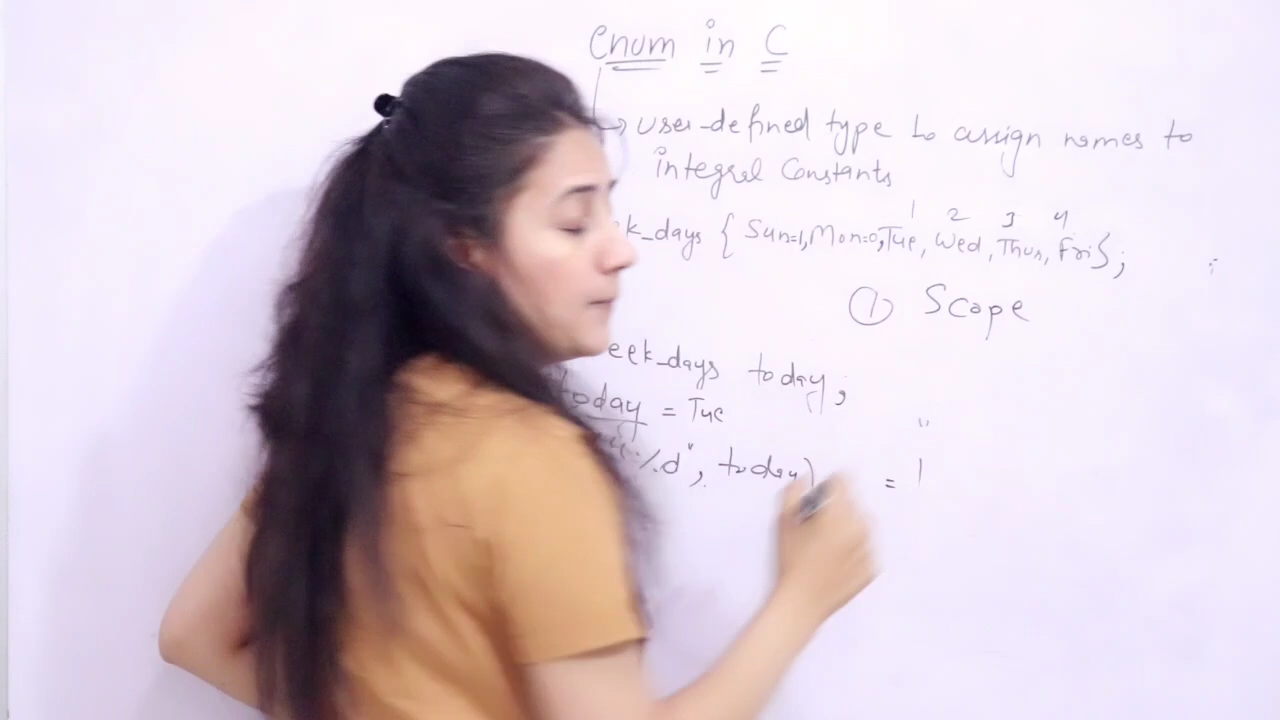 Enum in C
user-defined type to assign names to
integral Constants
1 2 3 4
k_days { Sun=1, Mon=0, Tue, Wed, Thus, Fri};
① Scope
eek_days today;
today = Tue
%d", today) = 1